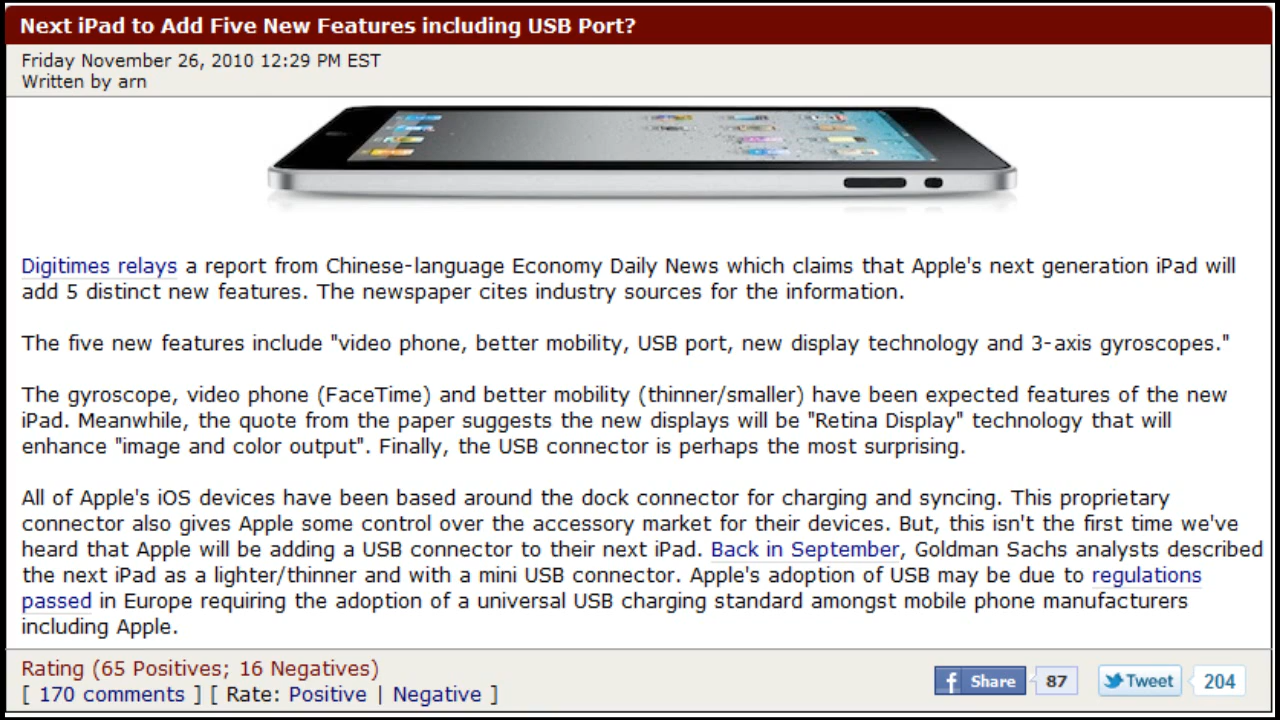 Next iPad to Add Five New Features including USB Port?
Friday November 26, 2010 12:29 PM EST
Written by arn
Digitimes relays a report from Chinese-language Economy Daily News which claims that Apple's next generation iPad will
add 5 distinct new features. The newspaper cites industry sources for the information.
The five new features include "video phone, better mobility, USB port, new display technology and 3-axis gyroscopes."
The gyroscope, video phone (FaceTime) and better mobility (thinner/smaller) have been expected features of the new
iPad. Meanwhile, the quote from the paper suggests the new displays will be "Retina Display" technology that will
enhance "image and color output". Finally, the USB connector is perhaps the most surprising.
All of Apple's iOS devices have been based around the dock connector for charging and syncing. This proprietary
connector also gives Apple some control over the accessory market for their devices. But, this isn't the first time we've
heard that Apple will be adding a USB connector to their next iPad. Back in September, Goldman Sachs analysts described
the next iPad as a lighter/thinner and with a mini USB connector. Apple's adoption of USB may be due to regulations
passed in Europe requiring the adoption of a universal USB charging standard amongst mobile phone manufacturers
including Apple.
Rating (65 Positives; 16 Negatives)
[ 170 comments ] [ Rate: Positive | Negative ]
f Share 87 Tweet 204